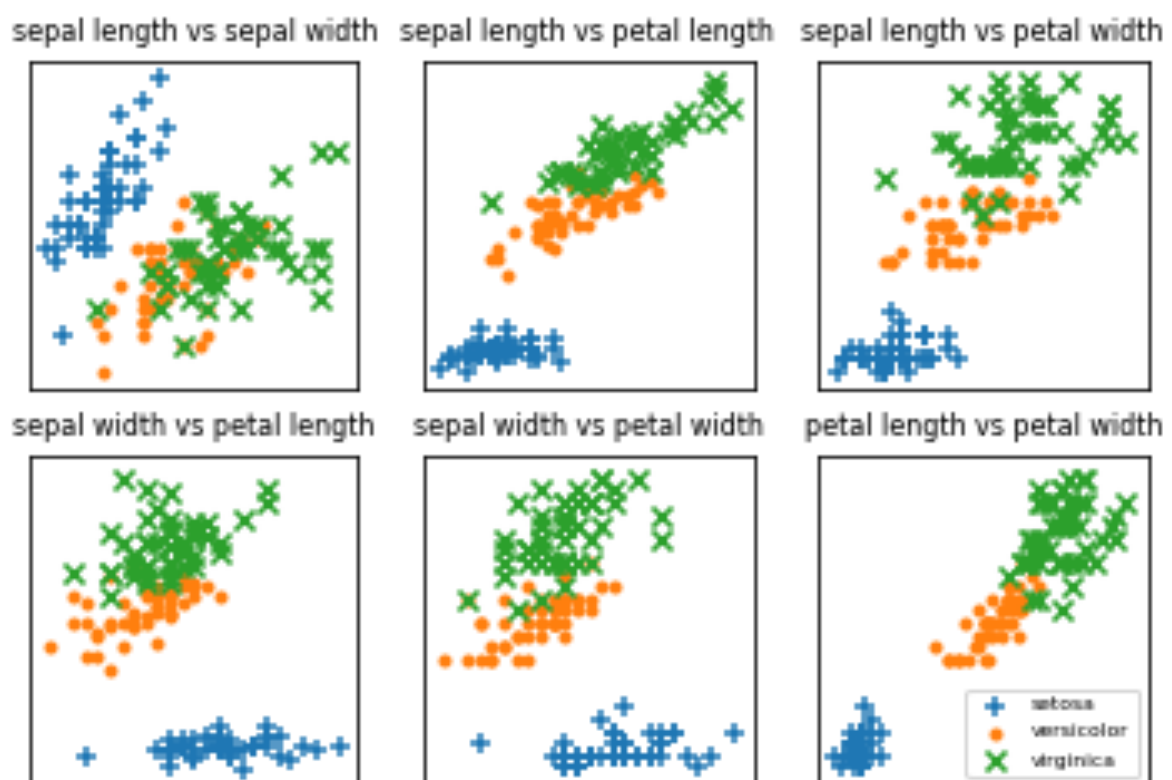 sepal length vs sepal width
sepal length vs petal length
sepal length vs petal width
sepal width vs petal length
sepal width vs petal width
petal length vs petal width
setosa
versicolor
virginica